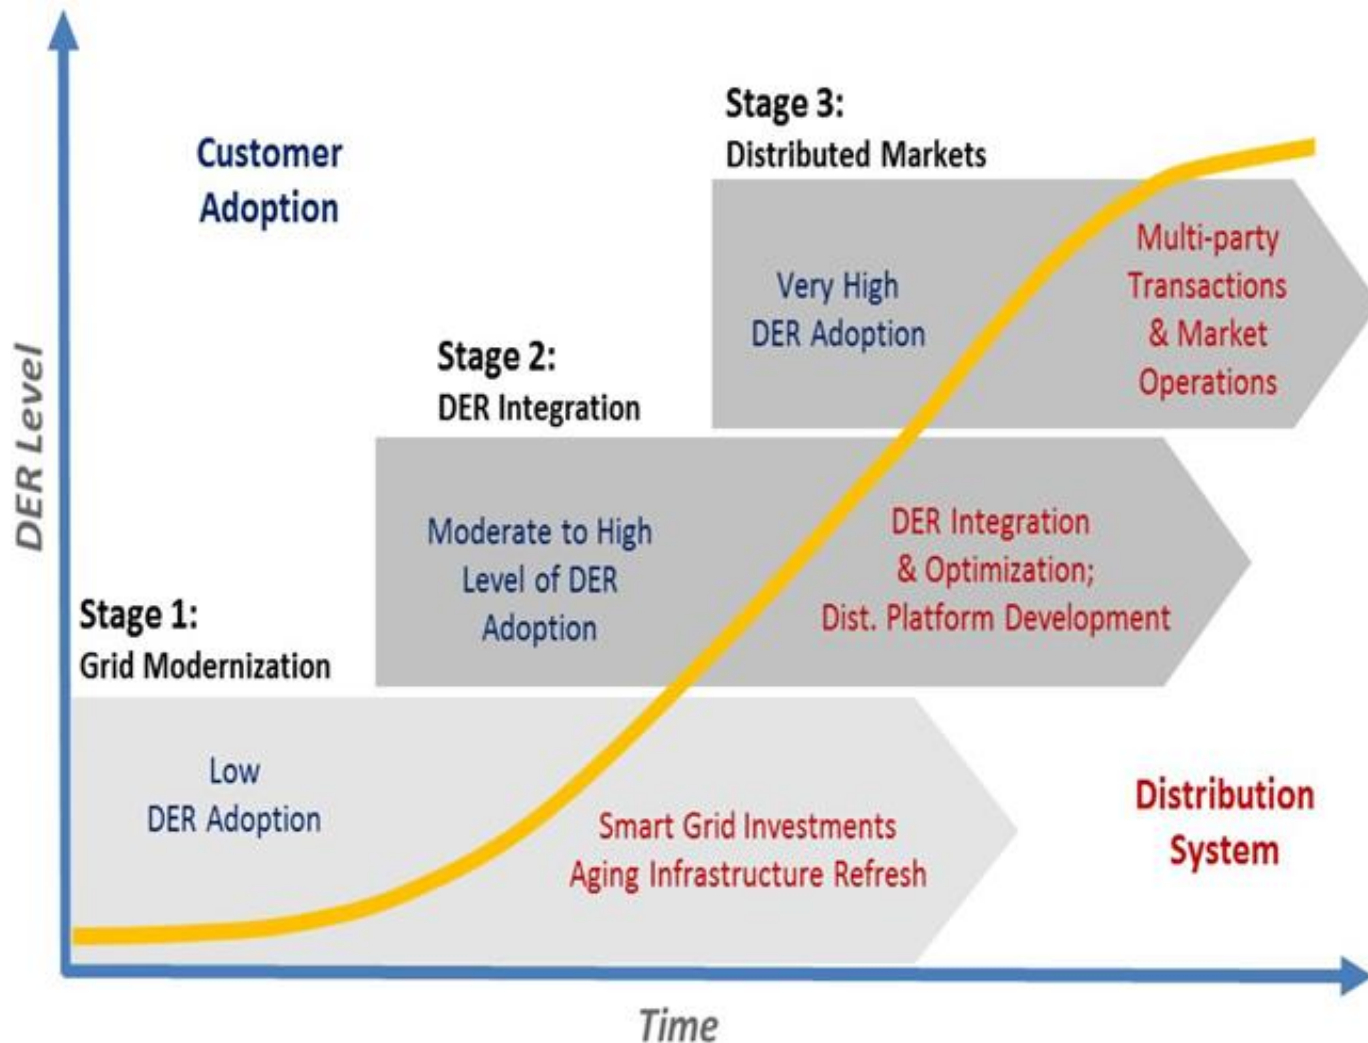 Customer
Adoption
Stage 3:
Distributed Markets
Very High
DER Adoption
Multi-party
Transactions
& Market
Operations
Stage 2:
DER Integration
Moderate to High
Level of DER
Adoption
DER Integration
& Optimization;
Dist. Platform Development
Stage 1:
Grid Modernization
Low
DER Adoption
Smart Grid Investments
Aging Infrastructure Refresh
Distribution
System
DER Level
Time